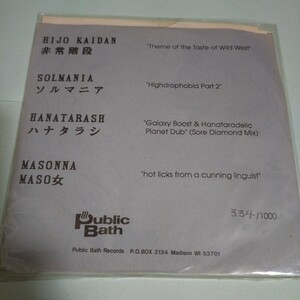 HIJO KAIDAN
非常階段
"Theme of the Taste of Wild West"
SOLMANIA
ソルマニア
"Highdrophobia Part 2"
HANATARASH
ハナタラシ
"Galaxy Boost & Hanataradelic
Planet Dub" (Sore Diamond Mix)
MASONNA
MASO女
"hot licks from a cunning linguist"
Public
Bath
334/1000
Public Bath Records P.O.BOX 2134 Madison WI 53701